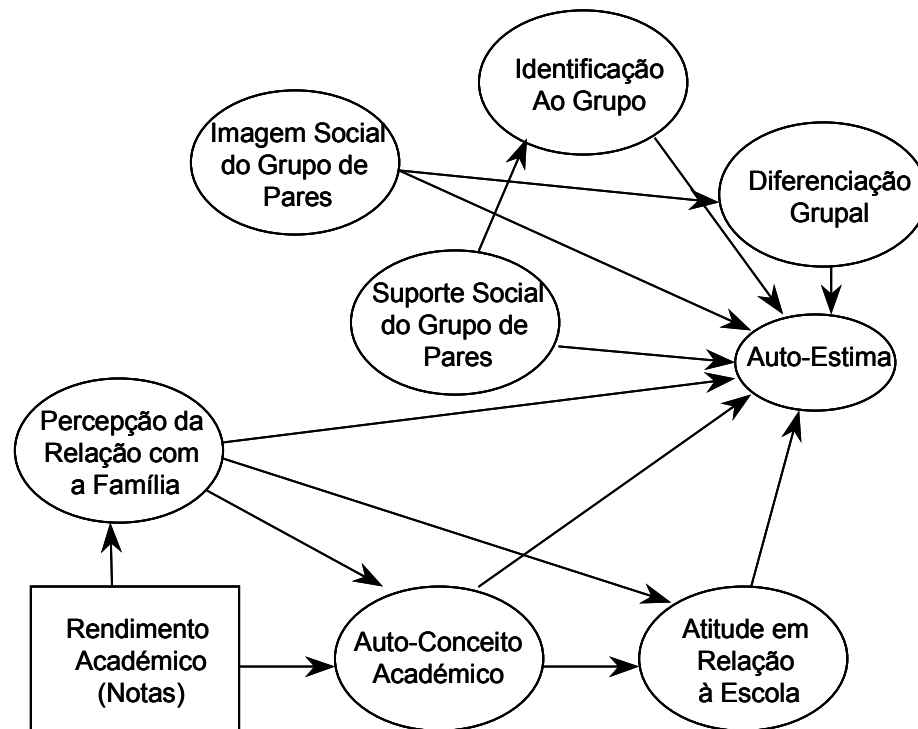 Identificação
Ao Grupo
Imagem Social
do Grupo de
Pares
Diferenciação
Grupal
Suporte Social
do Grupo de
Pares
Auto-Estima
Percepção da
Relação com
a Família
Rendimento
Académico
(Notas)
Auto-Conceito
Académico
Atitude em
Relação
à Escola